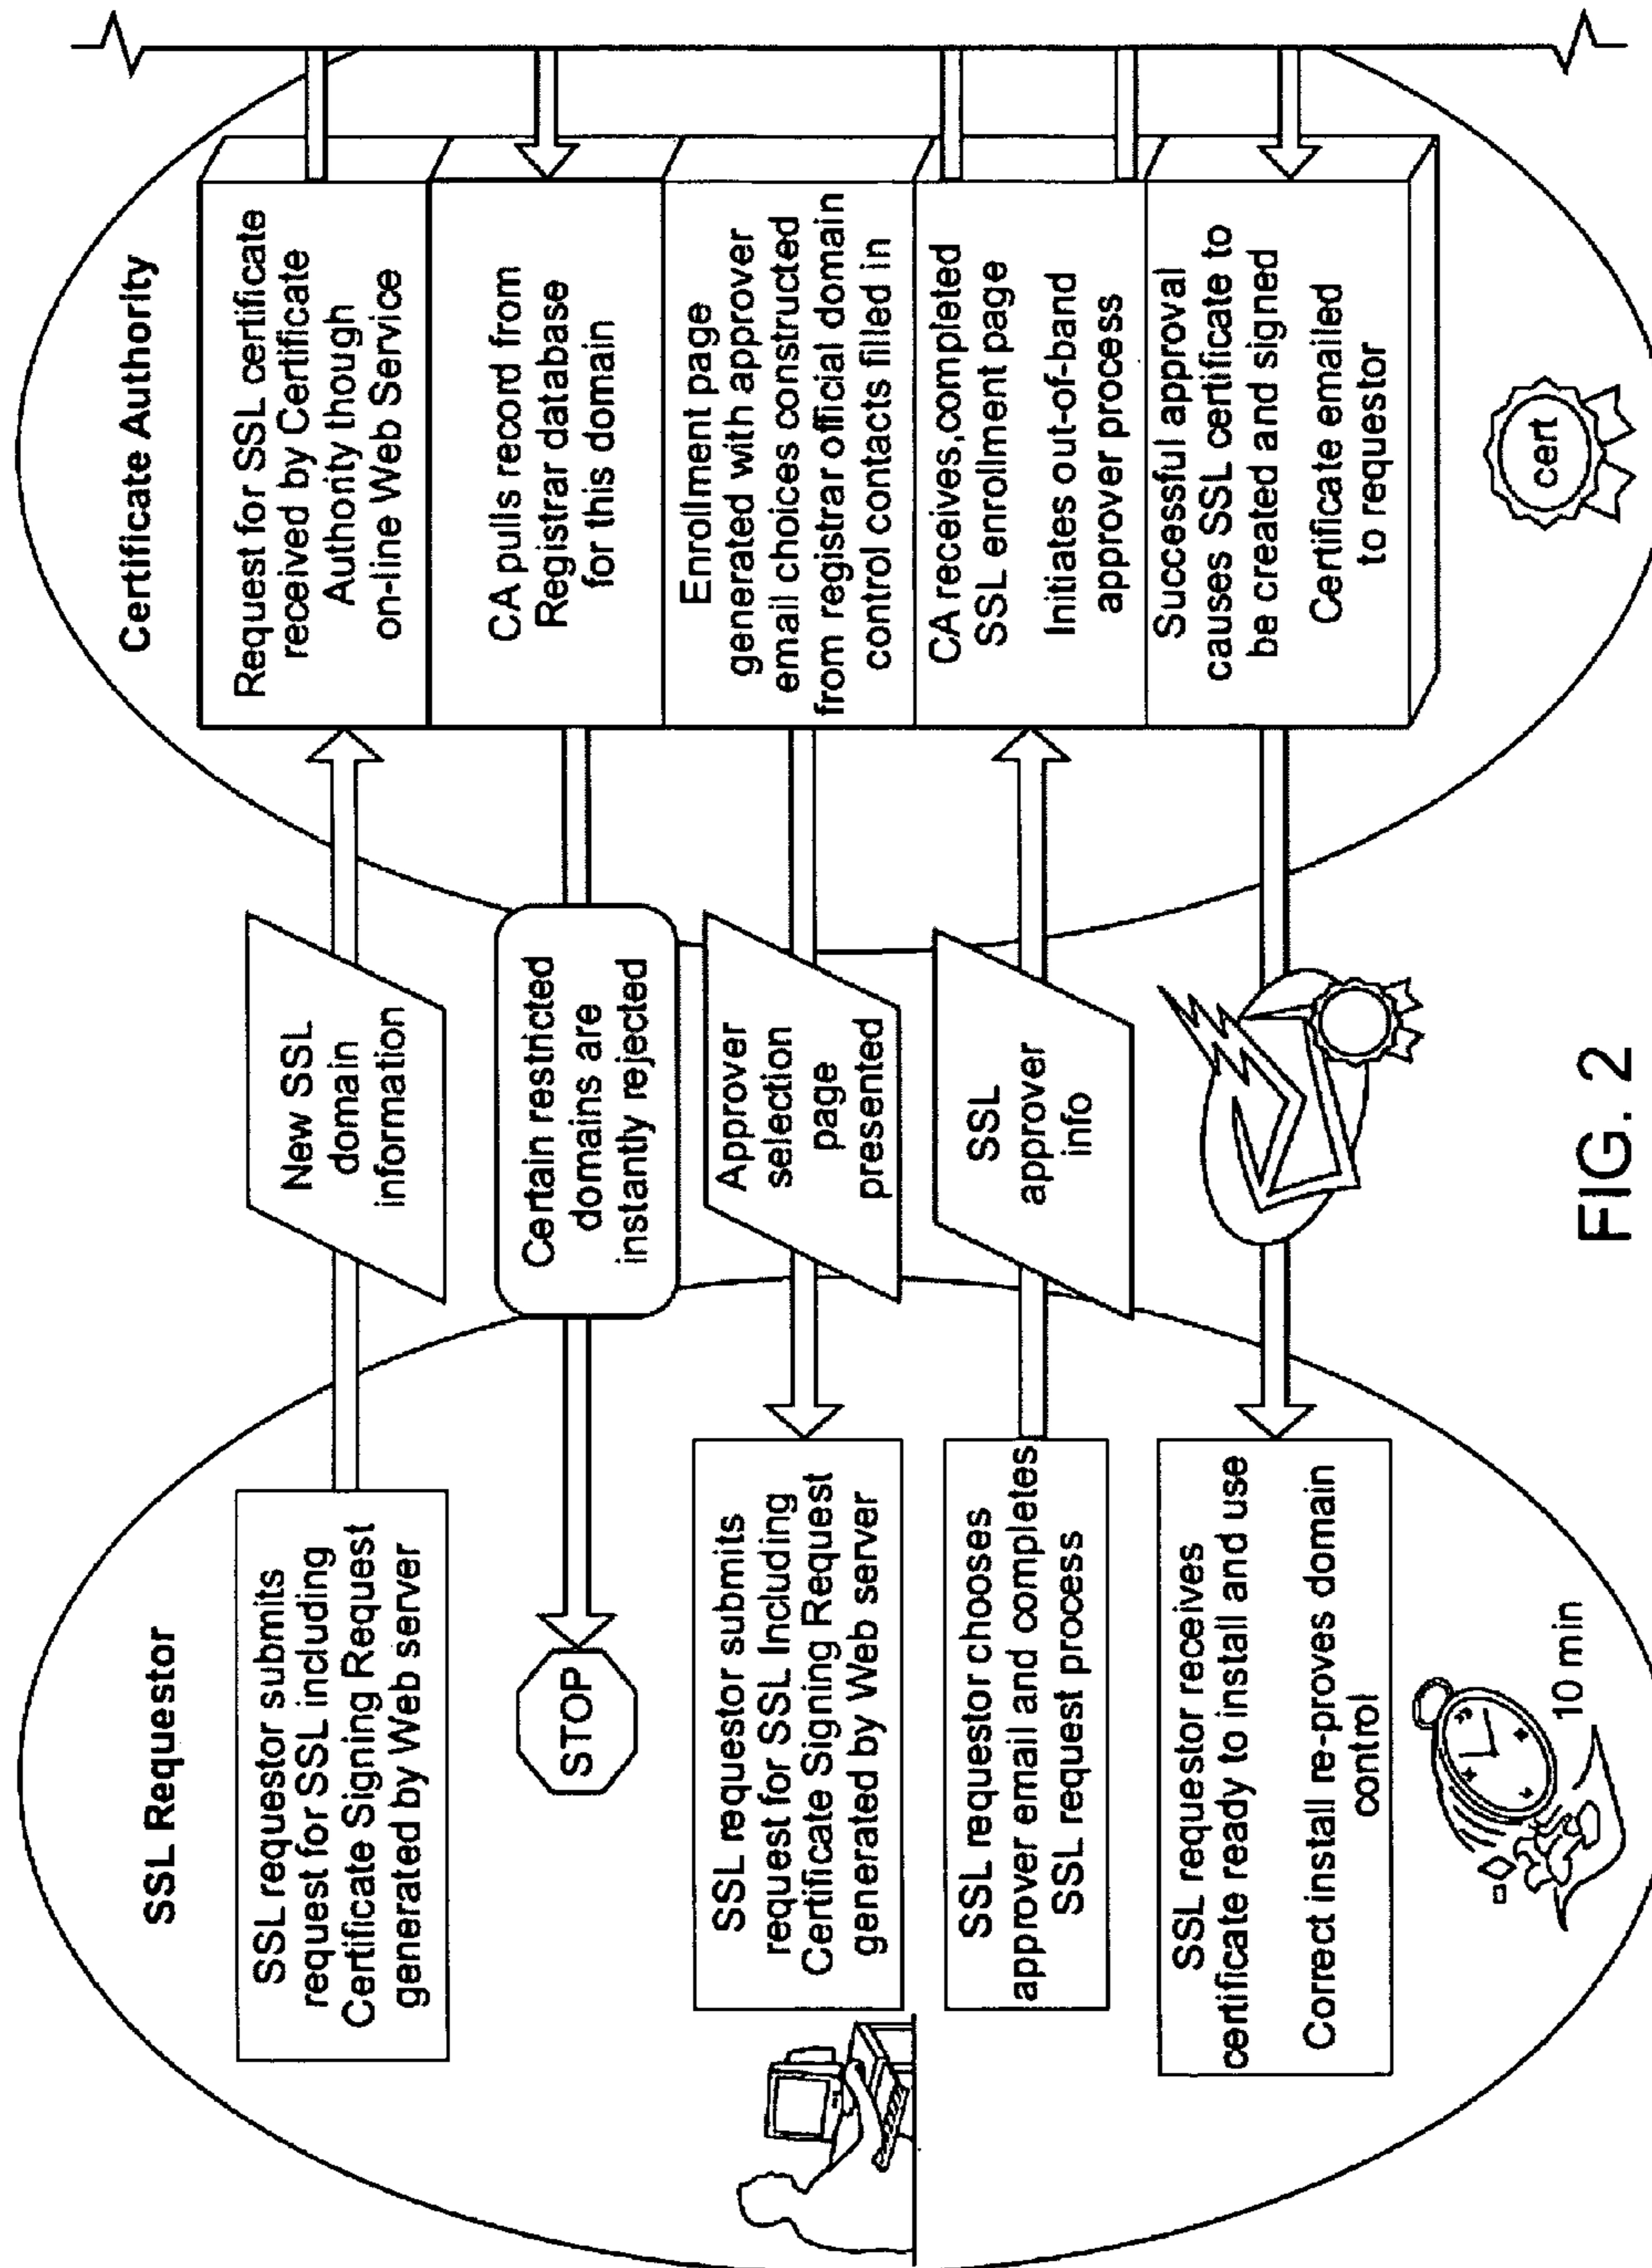 SSL Requestor
Certificate Authority
SSL requestor submits
request for SSL including
Certificate Signing Request
generated by Web server
New SSL
domain
information
Request for SSL certificate
received by Certificate
Authority though
on-line Web Service
STOP
Certain restricted
domains are
instantly rejected
CA pulls record from
Registrar database
for this domain
SSL requestor submits
request for SSL Including
Certificate Signing Request
generated by Web server
Approver
selection
page
presented
Enrollment page
generated with approver
email choices constructed
from registrar official domain
control contacts filled in
SSL requestor chooses
approver email and completes
SSL request process
SSL
approver
info
CA receives,completed
SSL enrollment page
Initiates out-of-band
approver process
SSL requestor receives
certificate ready to install and use
Correct install re-proves domain
control
Successful approval
causes SSL certificate to
be created and signed
Certificate emailed
to requestor
10 min
cert
FIG. 2